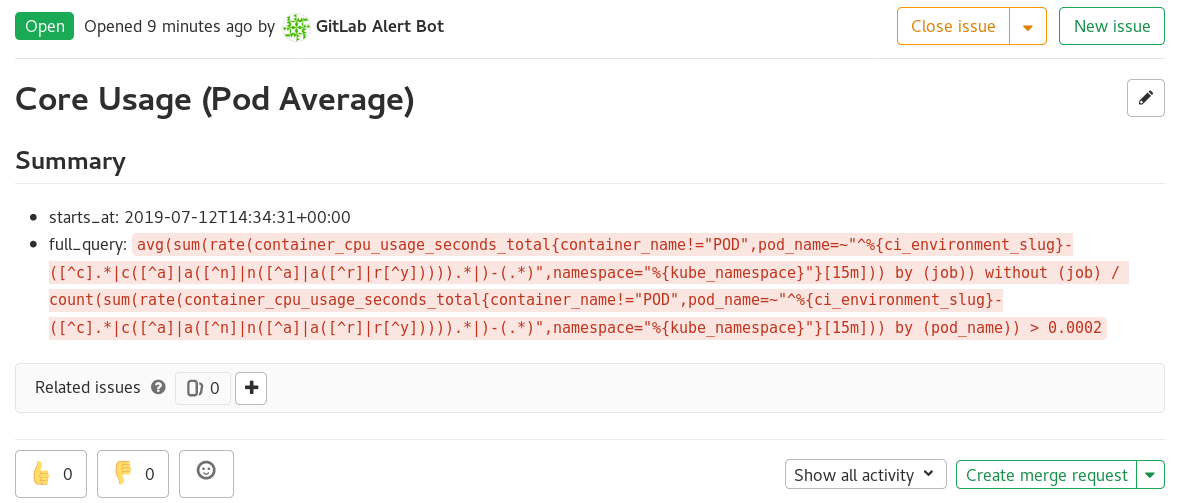 Open Opened 9 minutes ago by GitLab Alert Bot Close issue New issue
Core Usage (Pod Average)
Summary
starts_at: 2019-07-12T14:34:31+00:00
full_query: avg(sum(rate(container_cpu_usage_seconds_total{container_name!="POD",pod_name=~"^%{ci_environment_slug}-
([^c].*|c([^a]|a([^n]|n([^a]|a([^r]|r[^y])))).*|)-(.*)",namespace="%{kube_namespace}"}[15m])) by (job)) without (job) /
count(sum(rate(container_cpu_usage_seconds_total{container_name!="POD",pod_name=~"^%{ci_environment_slug}-
([^c].*|c([^a]|a([^n]|n([^a]|a([^r]|r[^y])))).*|)-(.*)",namespace="%{kube_namespace}"}[15m])) by (pod_name)) > 0.0002
Related issues ? 0
0 0 Show all activity Create merge request